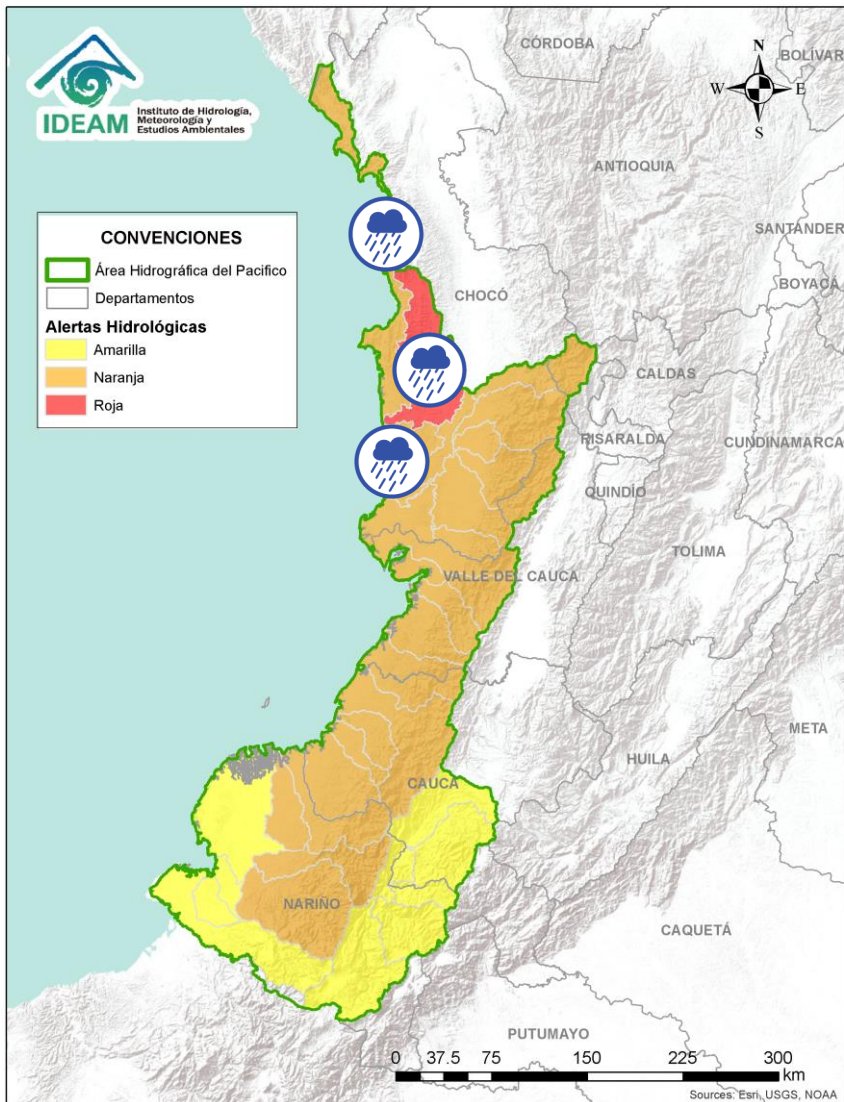 IDEAM
Instituto de Hidrología,
Meteorología y
Estudios Ambientales
CÓRDOBA
BOLÍVAR
N
W
E
S
ANTIOQUIA
SANTANDER
BOYACÁ
CONVENCIONES
Área Hidrográfica del Pacifico
Departamentos
Alertas Hidrológicas
Amarilla
Naranja
Roja
CHOCÓ
CALDAS
RISARALDA
CUNDINAMARCA
QUINDÍO
TOLIMA
VALLE DEL CAUCA
META
HUILA
CAUCA
NARIÑO
CAQUETÁ
PUTUMAYO
0 37.5 75 150 225 300
km
Sources: Esri, USGS, NOAA